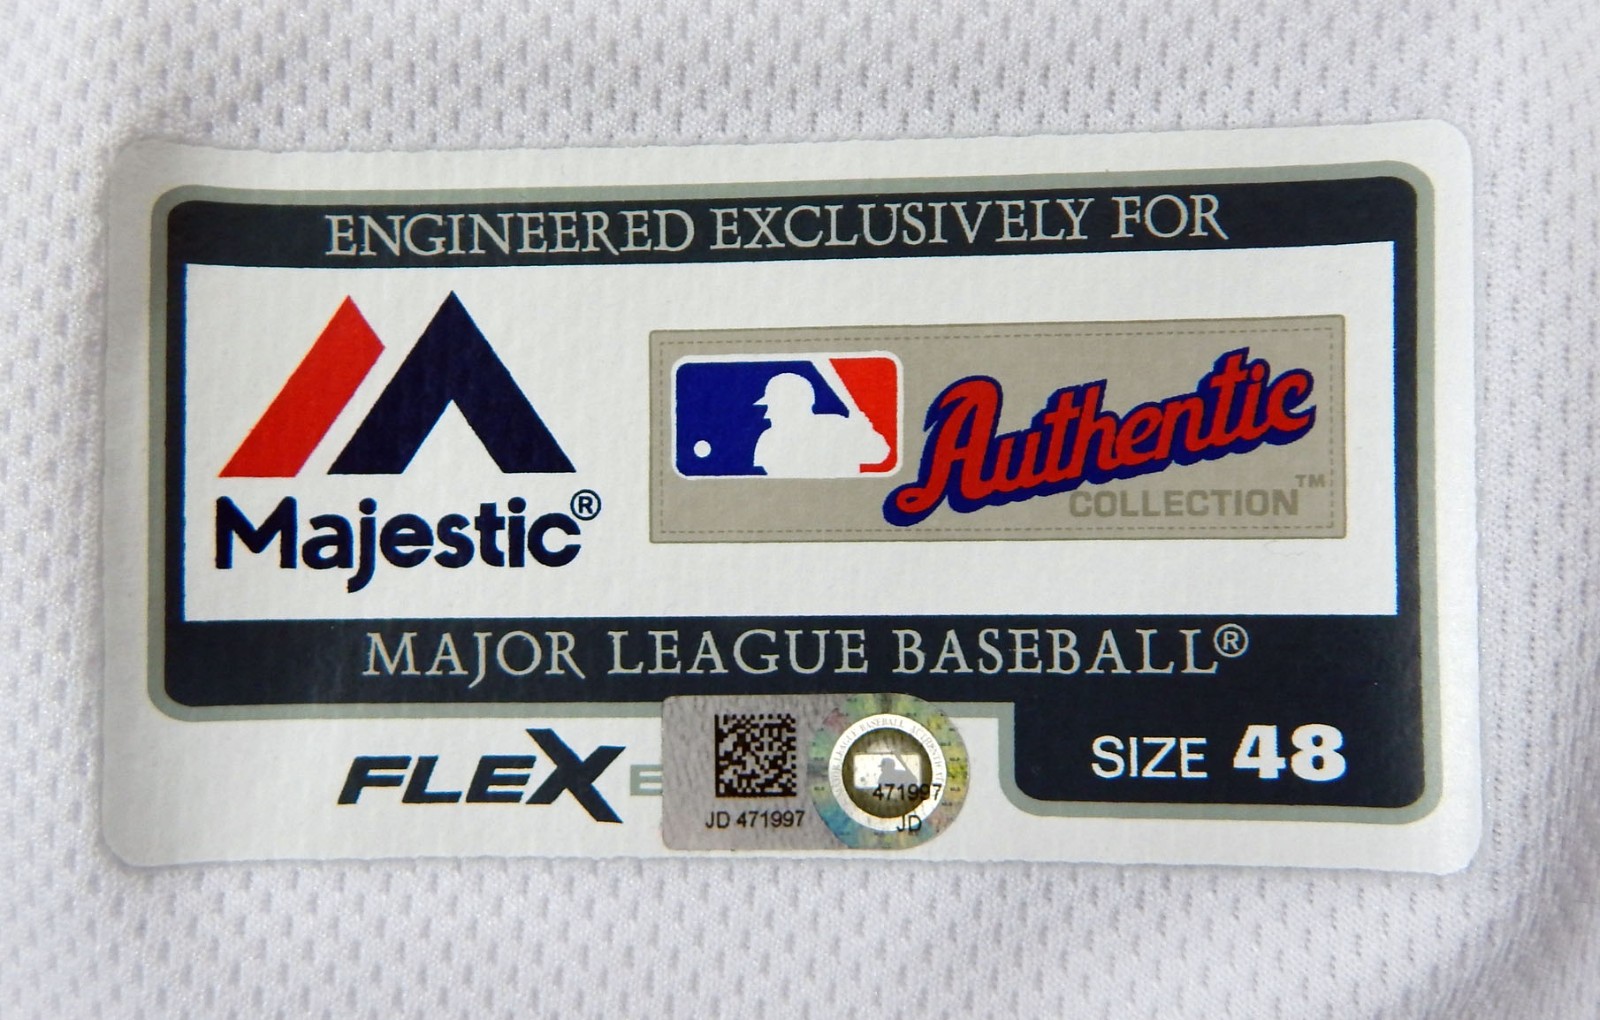 ENGINEERED EXCLUSIVELY FOR
Majestic®
Authentic
COLLECTION™
MAJOR LEAGUE BASEBALL®
FLEX
JD 471997
471997
JD
SIZE 48